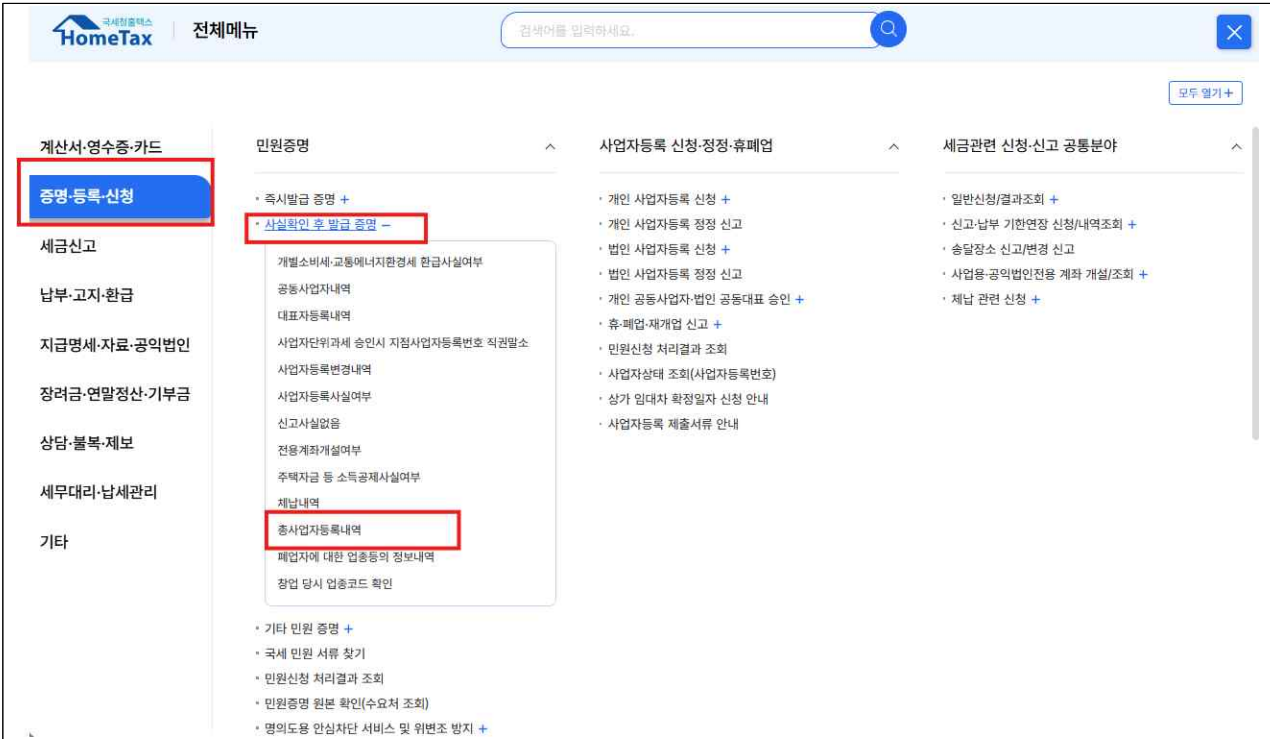 국세청홈택스
HomeTax
전체메뉴
검색어를 입력하세요.
모두 열기 +
계산서·영수증·카드
증명·등록·신청
세금신고
납부·고지·환급
지급명세·자료·공익법인
장려금·연말정산·기부금
상담·불복·제보
세무대리·납세관리
기타
민원증명
· 즉시발급 증명 +
· 사실확인 후 발급 증명 −
개별소비세·교통에너지환경세 환급사실여부
공동사업자내역
대표자등록내역
사업자단위과세 승인시 지점사업자등록번호 직권말소
사업자등록변경내역
사업자등록사실여부
신고사실없음
전용계좌개설여부
주택자금 등 소득공제사실여부
체납내역
총사업자등록내역
폐업자에 대한 업종등의 정보내역
창업 당시 업종코드 확인
· 기타 민원 증명 +
· 국세 민원 서류 찾기
· 민원신청 처리결과 조회
· 민원증명 원본 확인(수요처 조회)
· 명의도용 안심차단 서비스 및 위변조 방지 +
사업자등록 신청·정정·휴폐업
· 개인 사업자등록 신청 +
· 개인 사업자등록 정정 신고
· 법인 사업자등록 신청 +
· 법인 사업자등록 정정 신고
· 개인 공동사업자·법인 공동대표 승인 +
· 휴·폐업·재개업 신고 +
· 민원신청 처리결과 조회
· 사업자상태 조회(사업자등록번호)
· 상가 임대차 확정일자 신청 안내
· 사업자등록 제출서류 안내
세금관련 신청·신고 공통분야
· 일반신청/결과조회 +
· 신고·납부 기한연장 신청/내역조회 +
· 송달장소 신고/변경 신고
· 사업용·공익법인전용 계좌 개설/조회 +
· 체납 관련 신청 +